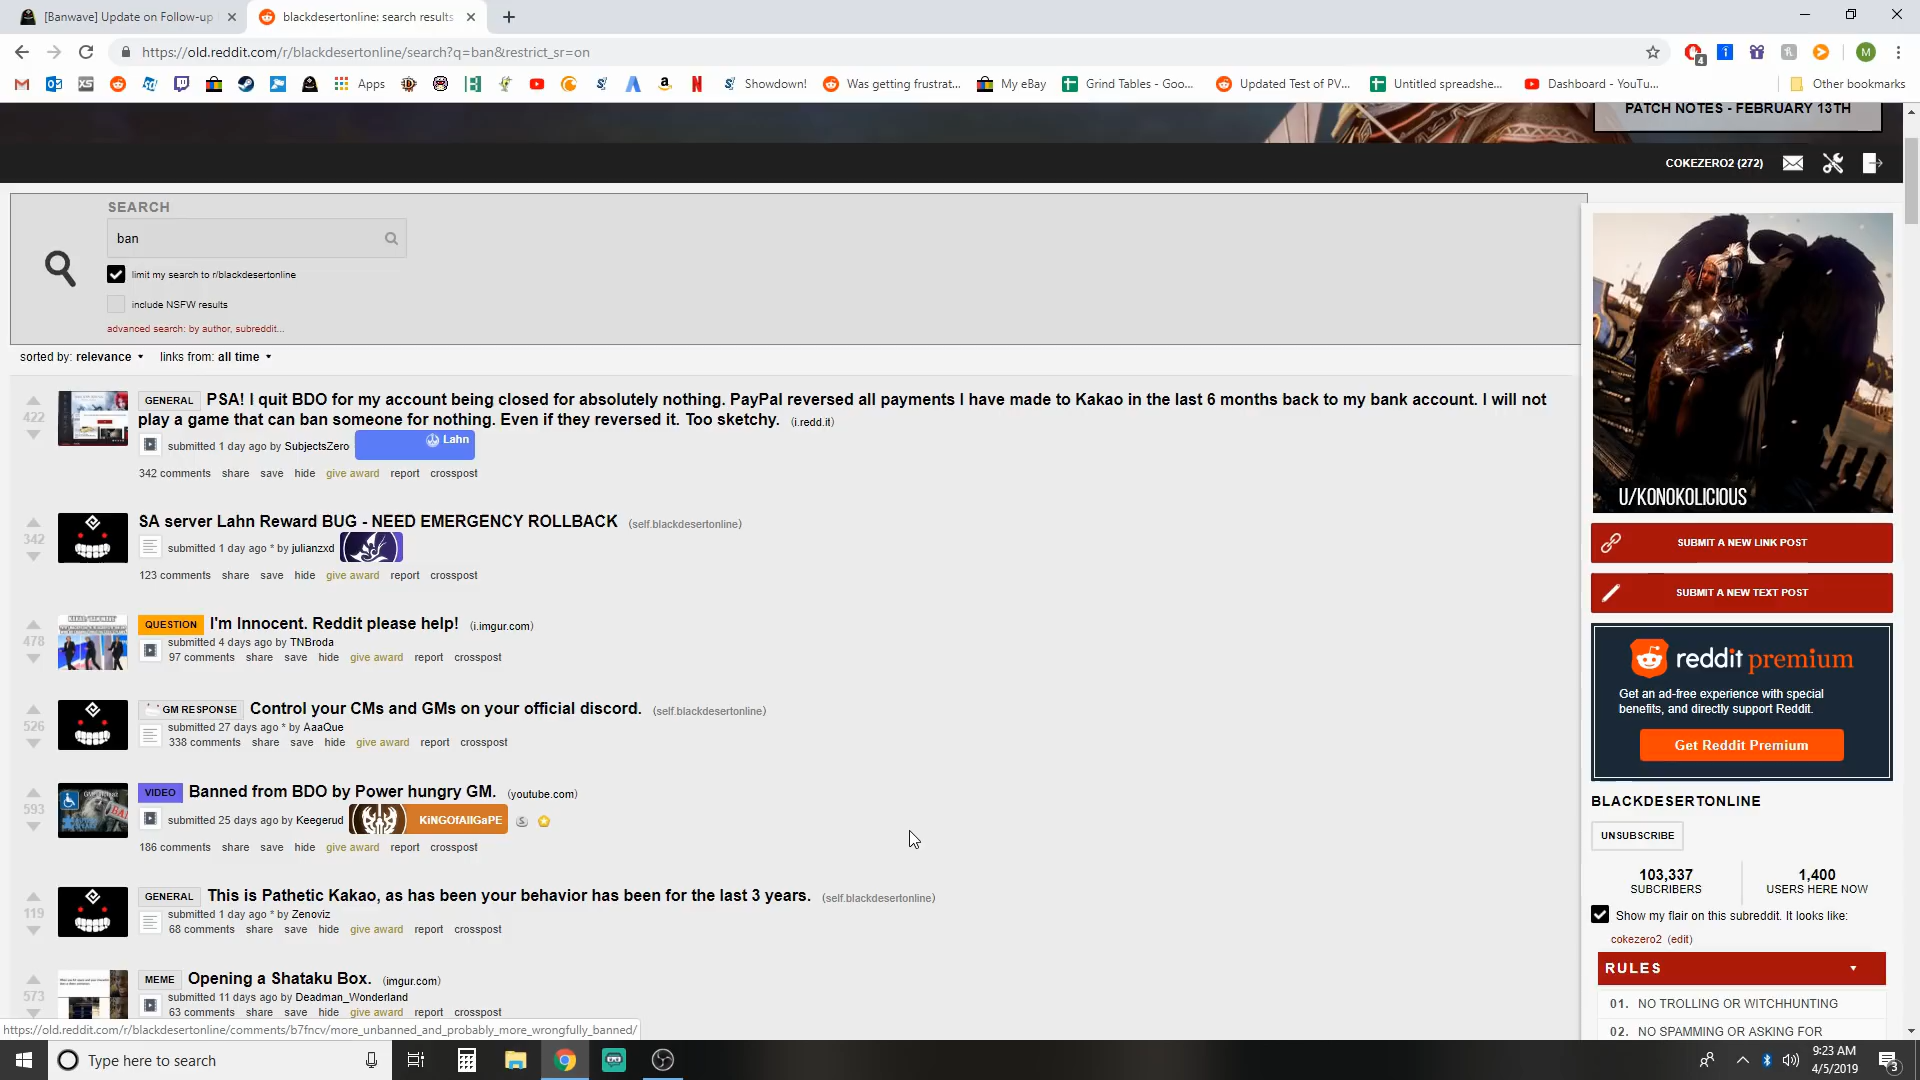 [Banwave] Update on Follow-up
blackdesertonline: search results
https://old.reddit.com/r/blackdesertonline/search?q=ban&restrict_sr=on
4
M
Apps
Showdown!
Was getting frustrat...
My eBay
Grind Tables - Goo...
Updated Test of PV...
Untitled spreadshe...
Dashboard - YouTu...
Other bookmarks
PATCH NOTES - FEBRUARY 13TH
COKEZERO2 (272)
SEARCH
ban
limit my search to r/blackdesertonline
include NSFW results
advanced search: by author, subreddit...
sorted by: relevance
links from: all time
422
GENERAL PSA! I quit BDO for my account being closed for absolutely nothing. PayPal reversed all payments I have made to Kakao in the last 6 months back to my bank account. I will not
play a game that can ban someone for nothing. Even if they reversed it. Too sketchy. (i.redd.it)
submitted 1 day ago by SubjectsZero Lahn
342 comments share save hide give award report crosspost
342
SA server Lahn Reward BUG - NEED EMERGENCY ROLLBACK (self.blackdesertonline)
submitted 1 day ago * by julianzxd
123 comments share save hide give award report crosspost
478
QUESTION I'm Innocent. Reddit please help! (i.imgur.com)
submitted 4 days ago by TNBroda
97 comments share save hide give award report crosspost
526
GM RESPONSE Control your CMs and GMs on your official discord. (self.blackdesertonline)
submitted 27 days ago * by AaaQue
338 comments share save hide give award report crosspost
593
VIDEO Banned from BDO by Power hungry GM. (youtube.com)
submitted 25 days ago by Keegerud KiNGOfAllGaPE
186 comments share save hide give award report crosspost
119
GENERAL This is Pathetic Kakao, as has been your behavior has been for the last 3 years. (self.blackdesertonline)
submitted 1 day ago * by Zenoviz
68 comments share save hide give award report crosspost
573
MEME Opening a Shataku Box. (imgur.com)
submitted 11 days ago by Deadman_Wonderland
63 comments share save hide give award report crosspost
U/KONOKOLICIOUS
SUBMIT A NEW LINK POST
SUBMIT A NEW TEXT POST
reddit premium
Get an ad-free experience with special
benefits, and directly support Reddit.
Get Reddit Premium
BLACKDESERTONLINE
UNSUBSCRIBE
103,337
SUBCRIBERS
1,400
USERS HERE NOW
Show my flair on this subreddit. It looks like:
cokezero2 (edit)
RULES
01. NO TROLLING OR WITCHHUNTING
02. NO SPAMMING OR ASKING FOR
https://old.reddit.com/r/blackdesertonline/comments/b7fncv/more_unbanned_and_probably_more_wrongfully_banned/
Type here to search
9:23 AM
4/5/2019
3